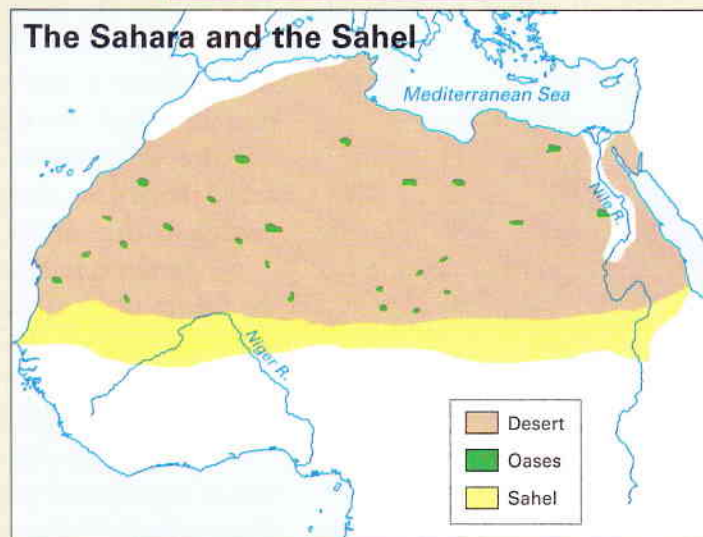 The Sahara and the Sahel
Mediterranean Sea
Nile R.
Niger R.
Desert
Oases
Sahel